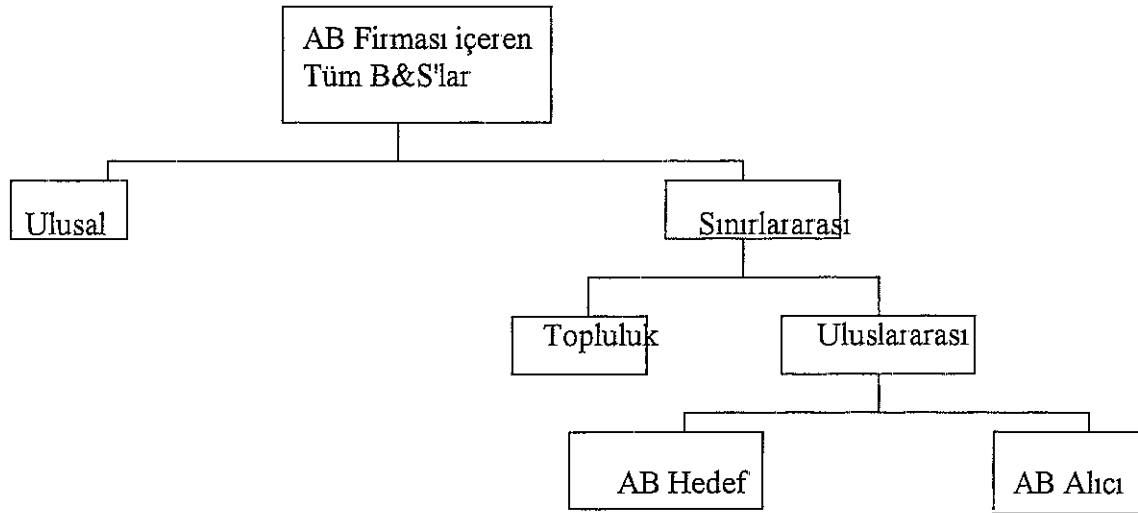 AB Firması içeren
Tüm B&S'lar
Ulusal
Sınırlararası
Topluluk
Uluslararası
AB Hedef
AB Alıcı